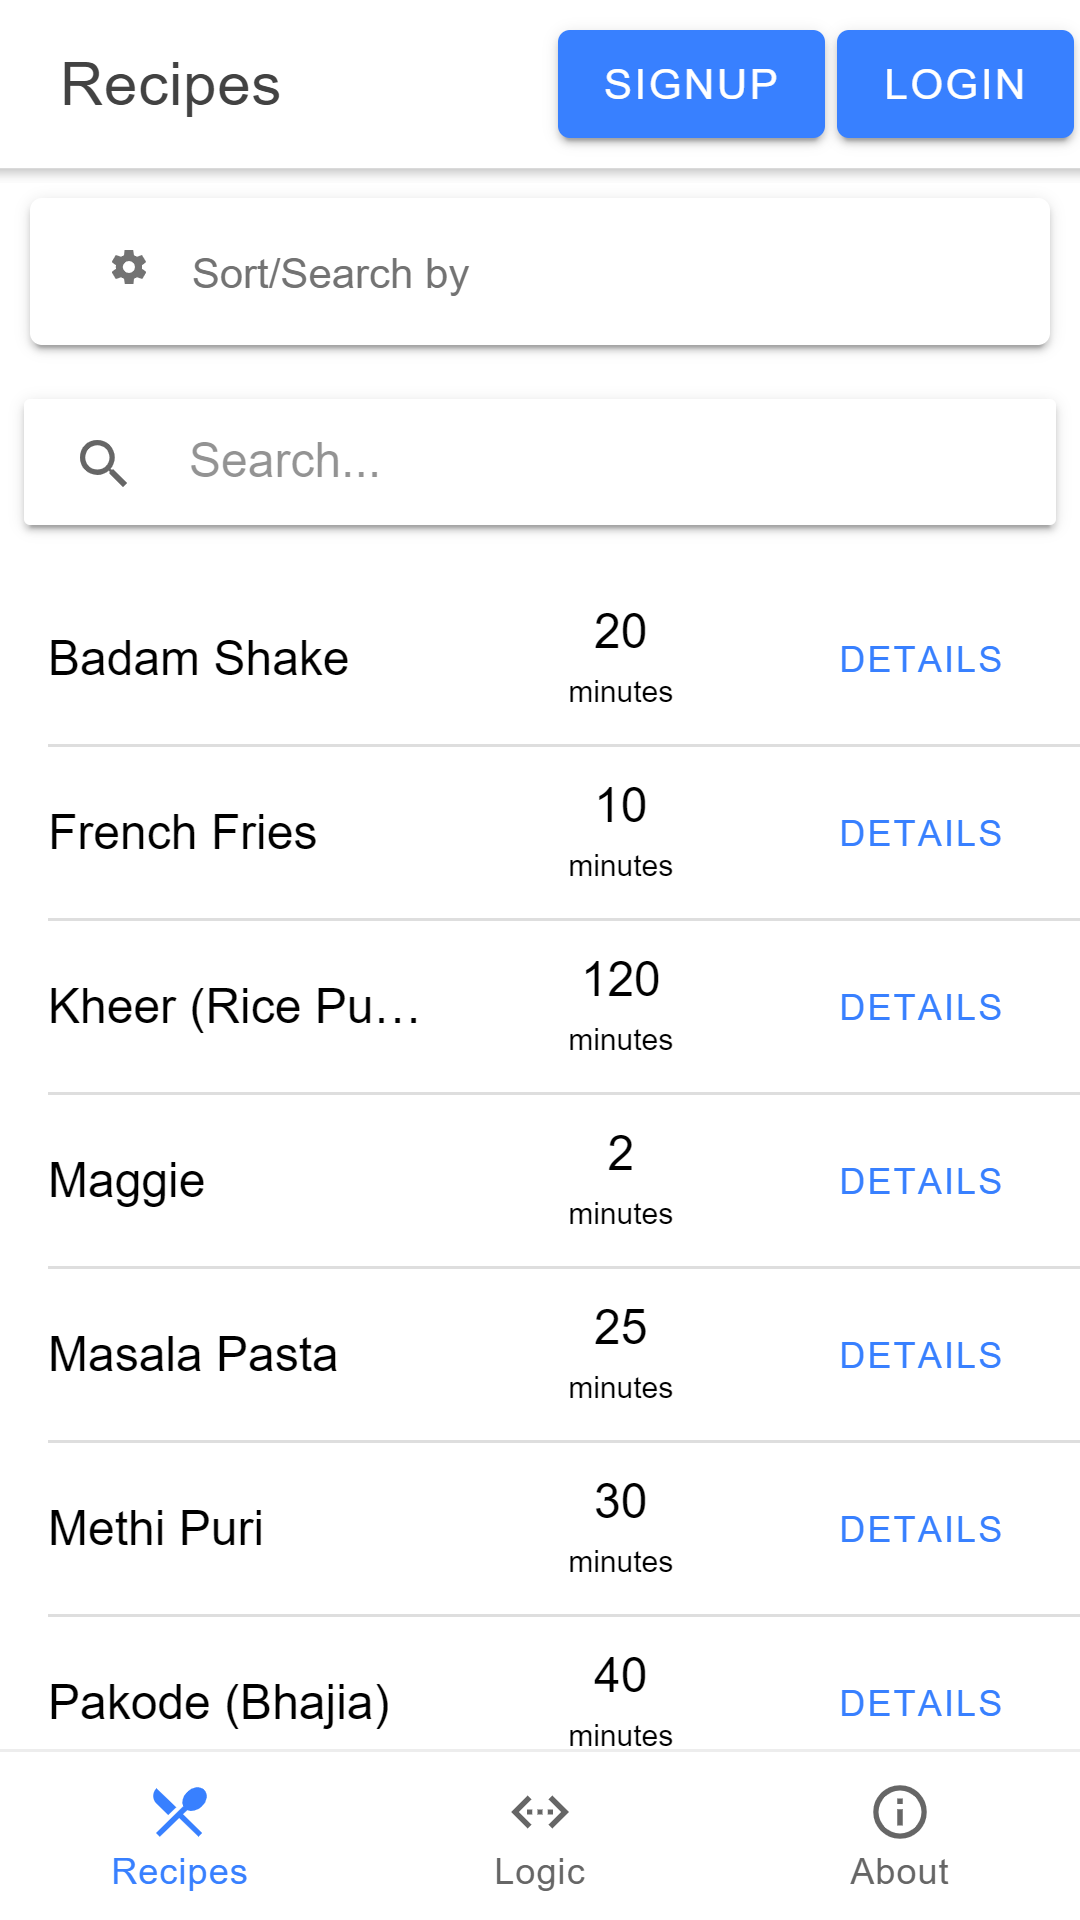 Recipes
SIGNUP
LOGIN
Sort/Search by
Search...
Badam Shake
20
minutes
DETAILS
French Fries
10
minutes
DETAILS
Kheer (Rice Pu...
120
minutes
DETAILS
Maggie
2
minutes
DETAILS
Masala Pasta
25
minutes
DETAILS
Methi Puri
30
minutes
DETAILS
Pakode (Bhajia)
40
minutes
DETAILS
Recipes
Logic
About